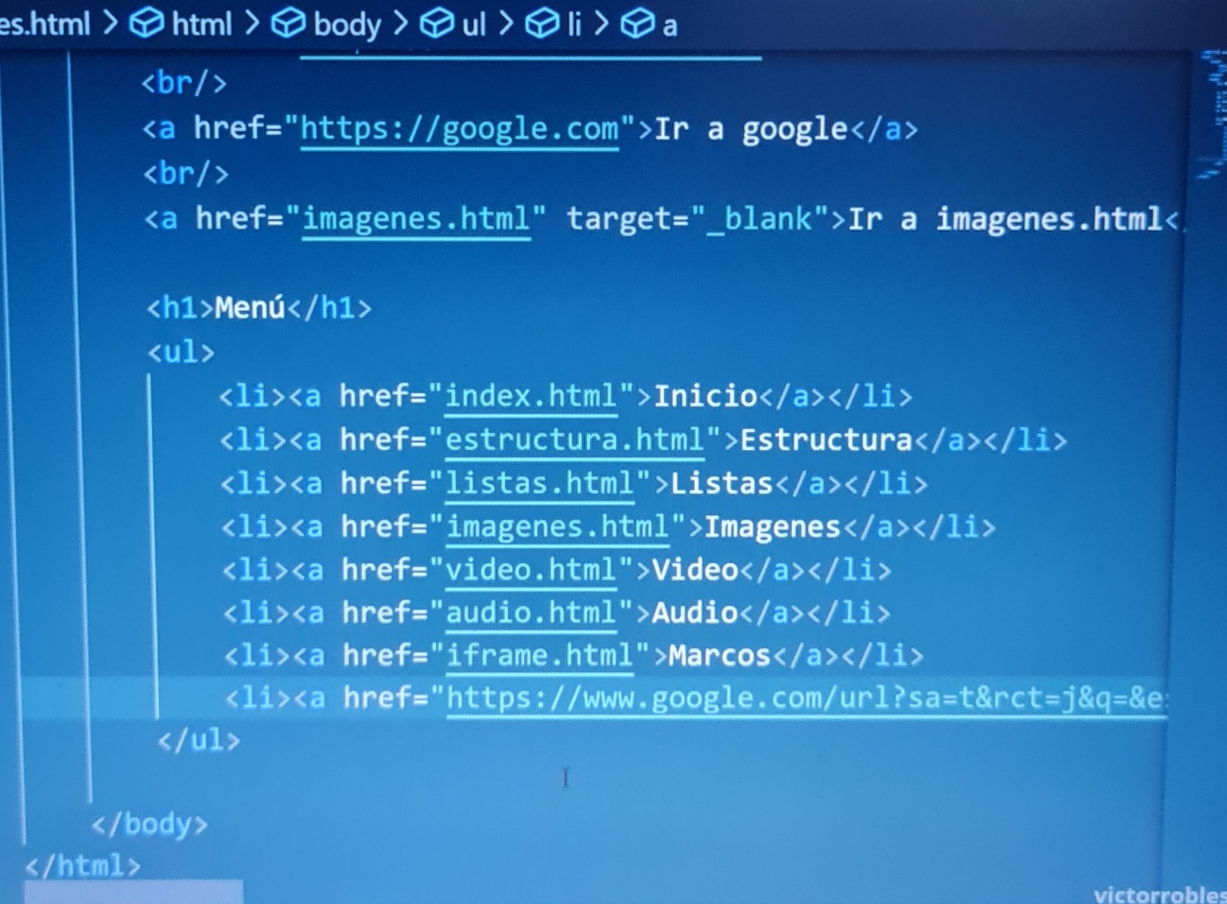 es.html > html > body > ul > li > a
<br/>
<a href="https://google.com">Ir a google</a>
<br/>
<a href="imagenes.html" target="_blank">Ir a imagenes.html<
<h1>Menú</h1>
<ul>
<li><a href="index.html">Inicio</a></li>
<li><a href="estructura.html">Estructura</a></li>
<li><a href="listas.html">Listas</a></li>
<li><a href="imagenes.html">Imagenes</a></li>
<li><a href="video.html">Video</a></li>
<li><a href="audio.html">Audio</a></li>
<li><a href="iframe.html">Marcos</a></li>
<li><a href="https://www.google.com/url?sa=t&rct=j&q=&e
</ul>
</body>
</html>
victorrobles